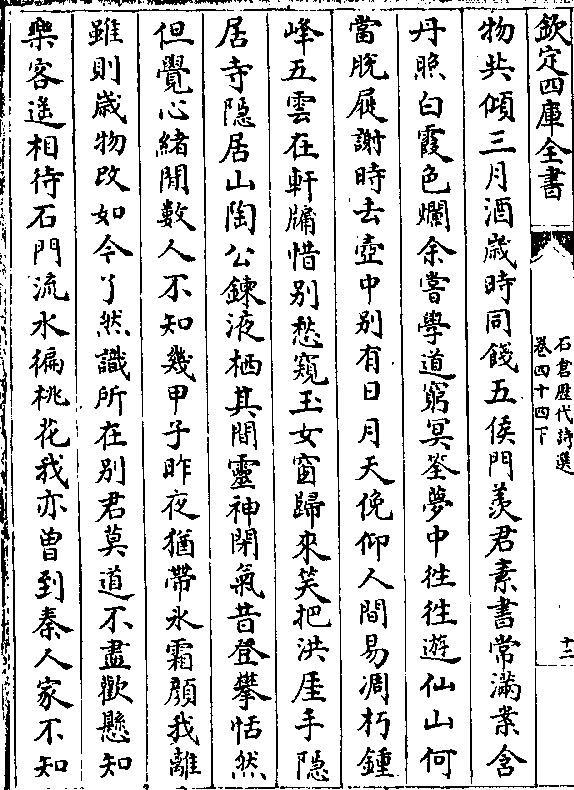 欽定四庫全書
石倉歷代詩選
卷四十四下
十二
物共傾三月酒歲時同餞五侯門羨君素書常滿案含
丹照白霞色爛余嘗學道窮冥筌夢中往往遊仙山何
當脫屣謝時去壺中别有日月天俛仰人間易凋朽鍾
峰五雲在軒牖惜别愁窺玉女窗歸來笑把洪厓手隐
居寺隐居山陶公鍊液栖其間靈神閉氣昔登攀恬然
但覺心緒閒數人不知幾甲子昨夜猶帶氷霜顔我離
雖則歲物改如今了然識所在别君莫道不盡歡懸知
樂客遥相待石門流水徧桃花我亦曾到秦人家不知